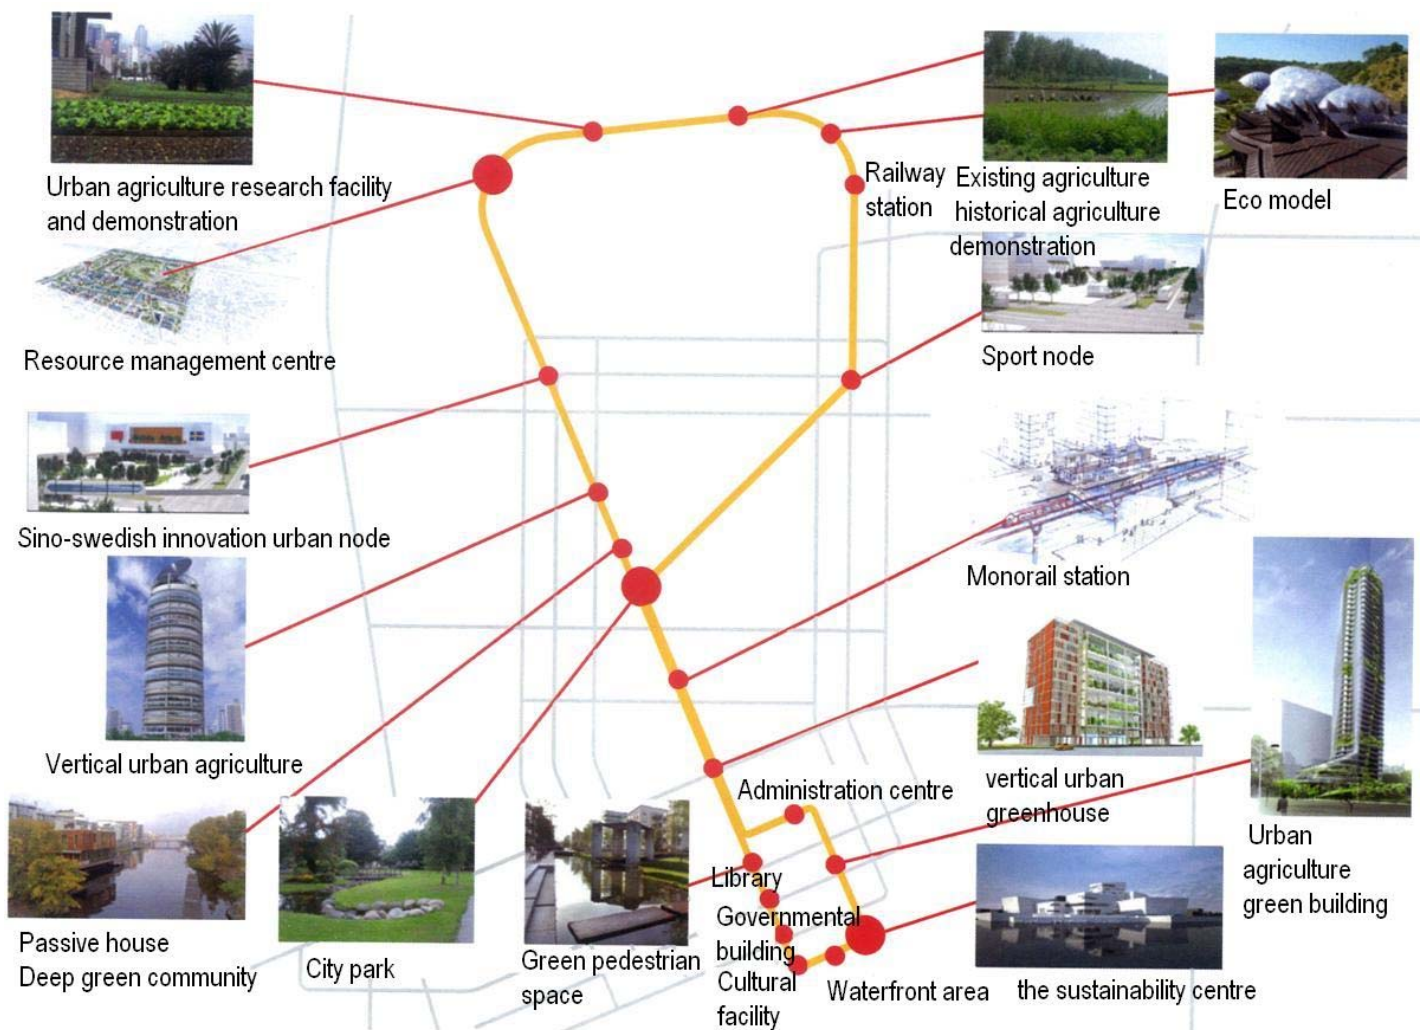 Urban agriculture research facility
and demonstration
Railway
station
Existing agriculture
historical agriculture
demonstration
Eco model
Resource management centre
Sport node
Sino-swedish innovation urban node
Monorail station
Vertical urban agriculture
Administration centre
vertical urban
greenhouse
Urban
agriculture
green building
Library
Governmental
building
Cultural
facility
Passive house
Deep green community
City park
Green pedestrian
space
Waterfront area
the sustainability centre